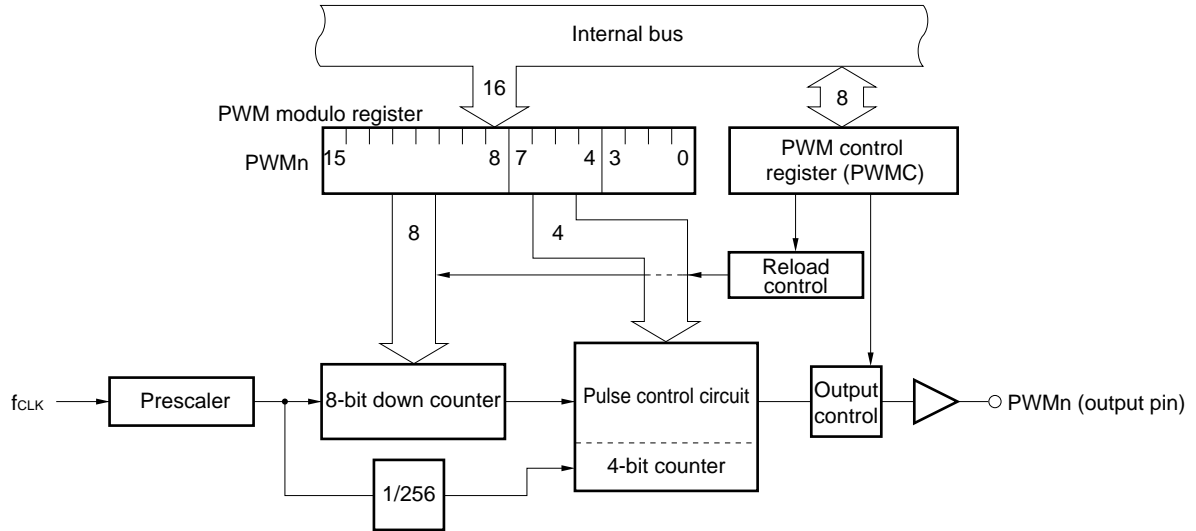 Internal bus
16
8
PWM modulo register
PWMn
15
8
7
4
3
0
PWM control
register (PWMC)
8
4
Reload
control
fCLK
Prescaler
8-bit down counter
Pulse control circuit
Output
control
PWMn (output pin)
1/256
4-bit counter